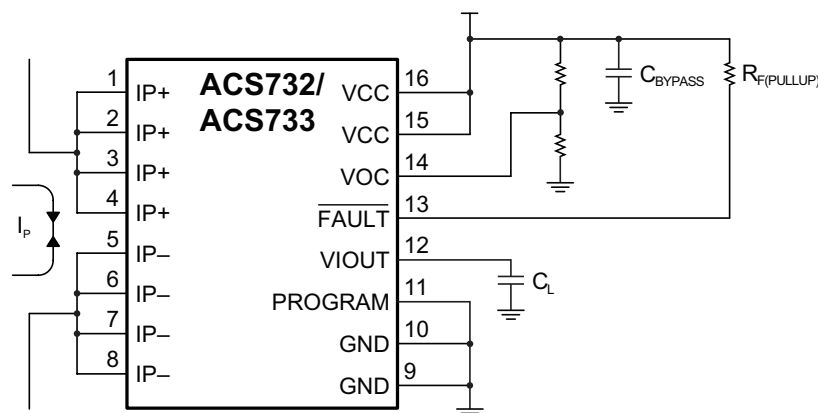 ACS732/
ACS733
1 IP+
2 IP+
3 IP+
4 IP+
5 IP–
6 IP–
7 IP–
8 IP–
I_P
VCC 16
VCC 15
VOC 14
FAULT 13
VIOUT 12
PROGRAM 11
GND 10
GND 9
C_BYPASS
R_F(PULLUP)
C_L